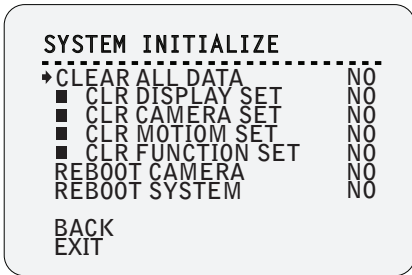 SYSTEM INITIALIZE
CLEAR ALL DATA NO
CLR DISPLAY SET NO
CLR CAMERA SET NO
CLR MOTIOM SET NO
CLR FUNCTION SET NO
REBOOT CAMERA NO
REBOOT SYSTEM NO
BACK
EXIT